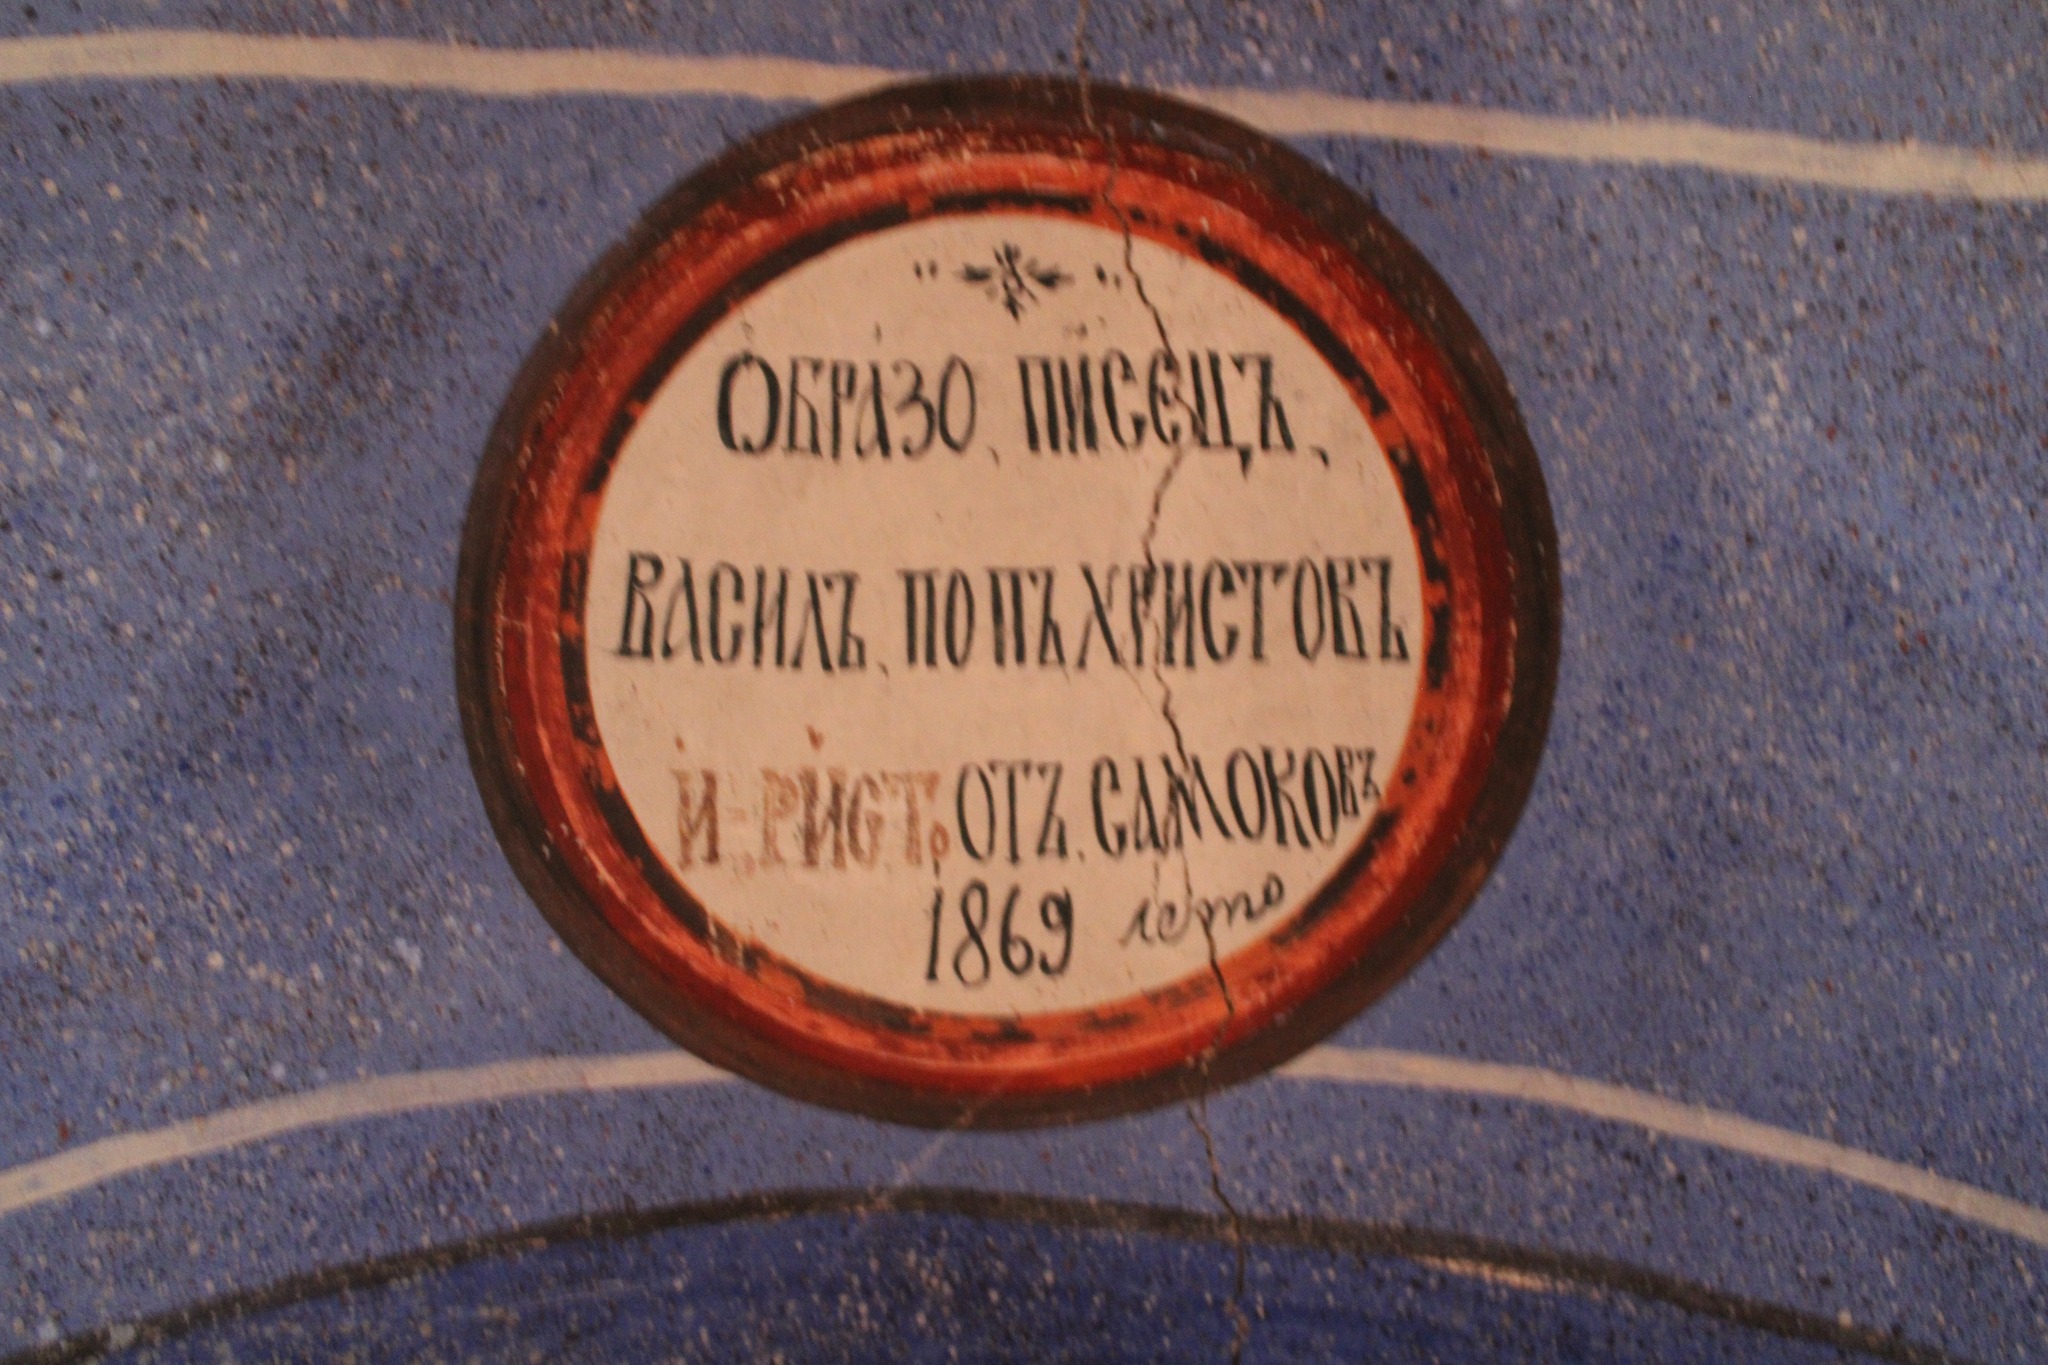 ОБРАЗО, ПИСЕЦЪ,
ВАСИЛЪ, ПОПЪ ХРИСТОВЪ
И ОТЪ, САМОКОВЪ
1869 лето